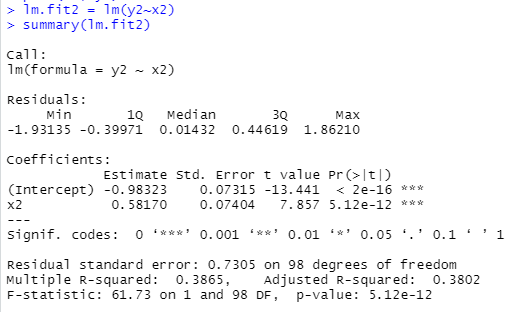 > lm.fit2 = lm(y2~x2)
> summary(lm.fit2)
Call:
lm(formula = y2 ~ x2)
Residuals:
     Min       1Q   Median       3Q      Max
-1.93135 -0.39971  0.01432  0.44619  1.86210
Coefficients:
            Estimate Std. Error t value Pr(>|t|)
(Intercept) -0.98323    0.07315 -13.441  < 2e-16 ***
x2           0.58170    0.07404   7.857 5.12e-12 ***
---
Signif. codes:  0 ‘***’ 0.001 ‘**’ 0.01 ‘*’ 0.05 ‘.’ 0.1 ‘ ’ 1
Residual standard error: 0.7305 on 98 degrees of freedom
Multiple R-squared:  0.3865,    Adjusted R-squared:  0.3802
F-statistic: 61.73 on 1 and 98 DF,  p-value: 5.12e-12